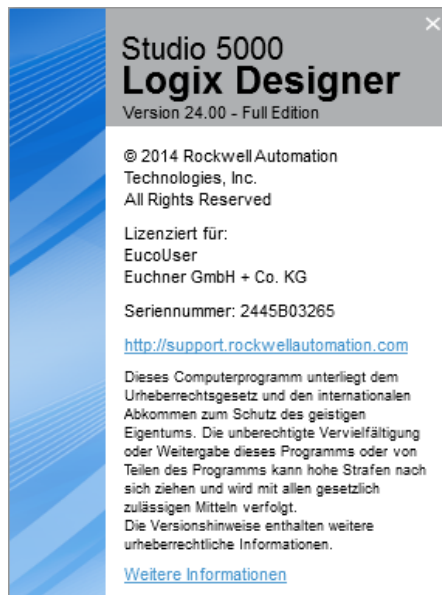 Studio 5000
Logix Designer
Version 24.00 - Full Edition
© 2014 Rockwell Automation
Technologies, Inc.
All Rights Reserved
Lizenziert für:
EucoUser
Euchner GmbH + Co. KG
Seriennummer: 2445B03265
http://support.rockwellautomation.com
Dieses Computerprogramm unterliegt dem
Urheberrechtsgesetz und den internationalen
Abkommen zum Schutz des geistigen
Eigentums. Die unberechtigte Vervielfältigung
oder Weitergabe dieses Programms oder von
Teilen des Programms kann hohe Strafen nach
sich ziehen und wird mit allen gesetzlich
zulässigen Mitteln verfolgt.
Die Versionshinweise enthalten weitere
urheberrechtliche Informationen.
Weitere Informationen